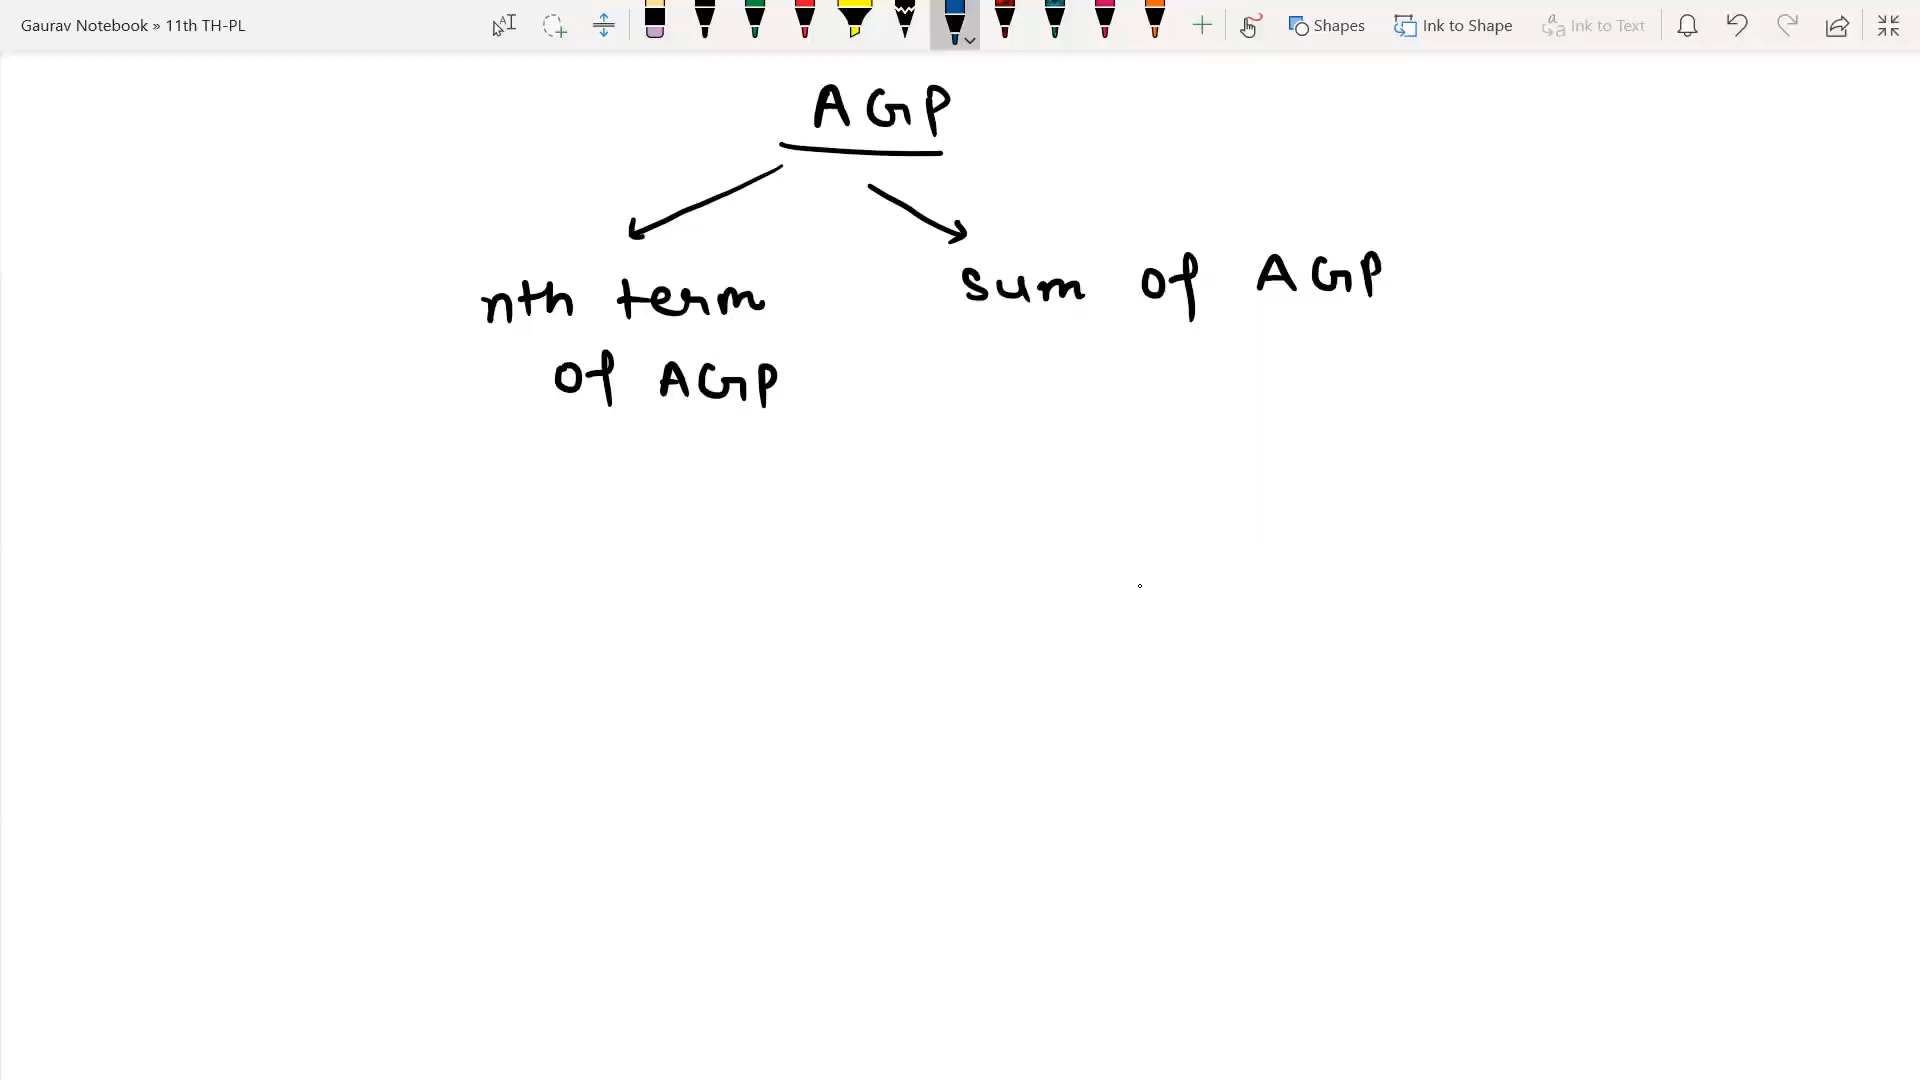 Gaurav Notebook » 11th TH-PL
Shapes
Ink to Shape
Ink to Text
AGP
nth term
of AGP
sum of AGP